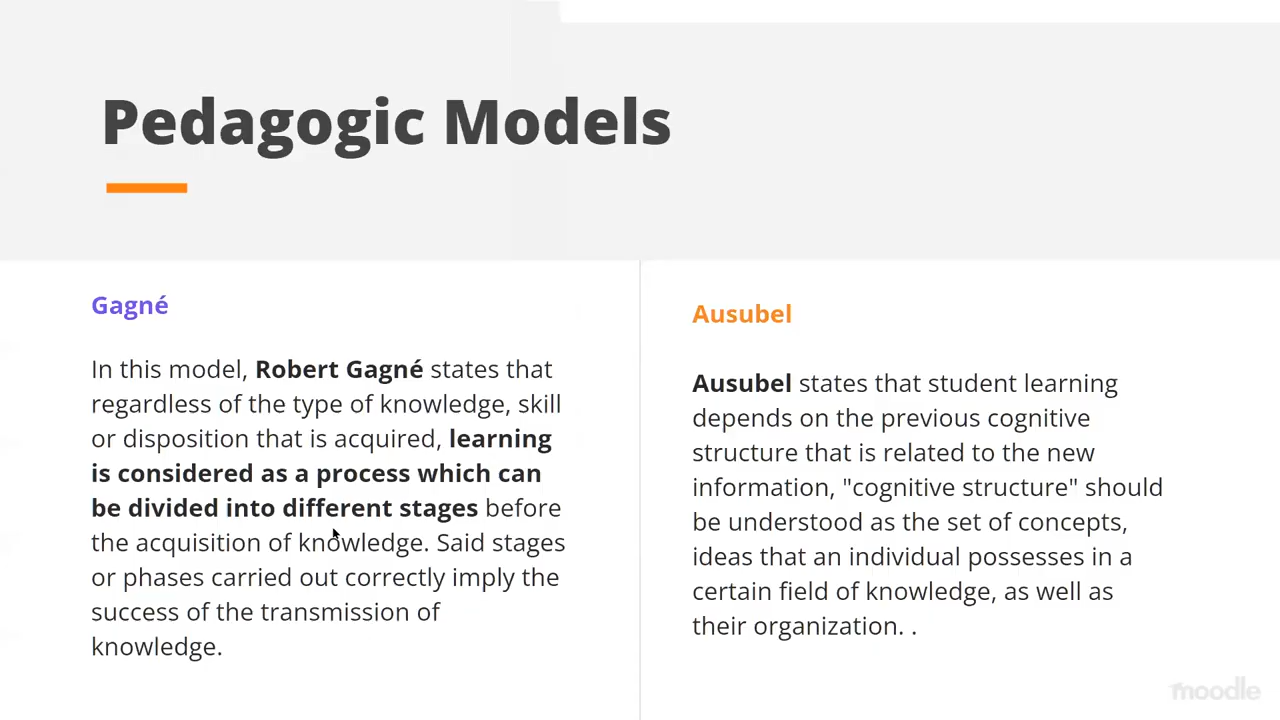 Pedagogic Models
Gagné
In this model, Robert Gagné states that
regardless of the type of knowledge, skill
or disposition that is acquired, learning
is considered as a process which can
be divided into different stages before
the acquisition of knowledge. Said stages
or phases carried out correctly imply the
success of the transmission of
knowledge.
Ausubel
Ausubel states that student learning
depends on the previous cognitive
structure that is related to the new
information, "cognitive structure" should
be understood as the set of concepts,
ideas that an individual possesses in a
certain field of knowledge, as well as
their organization. .
moodle